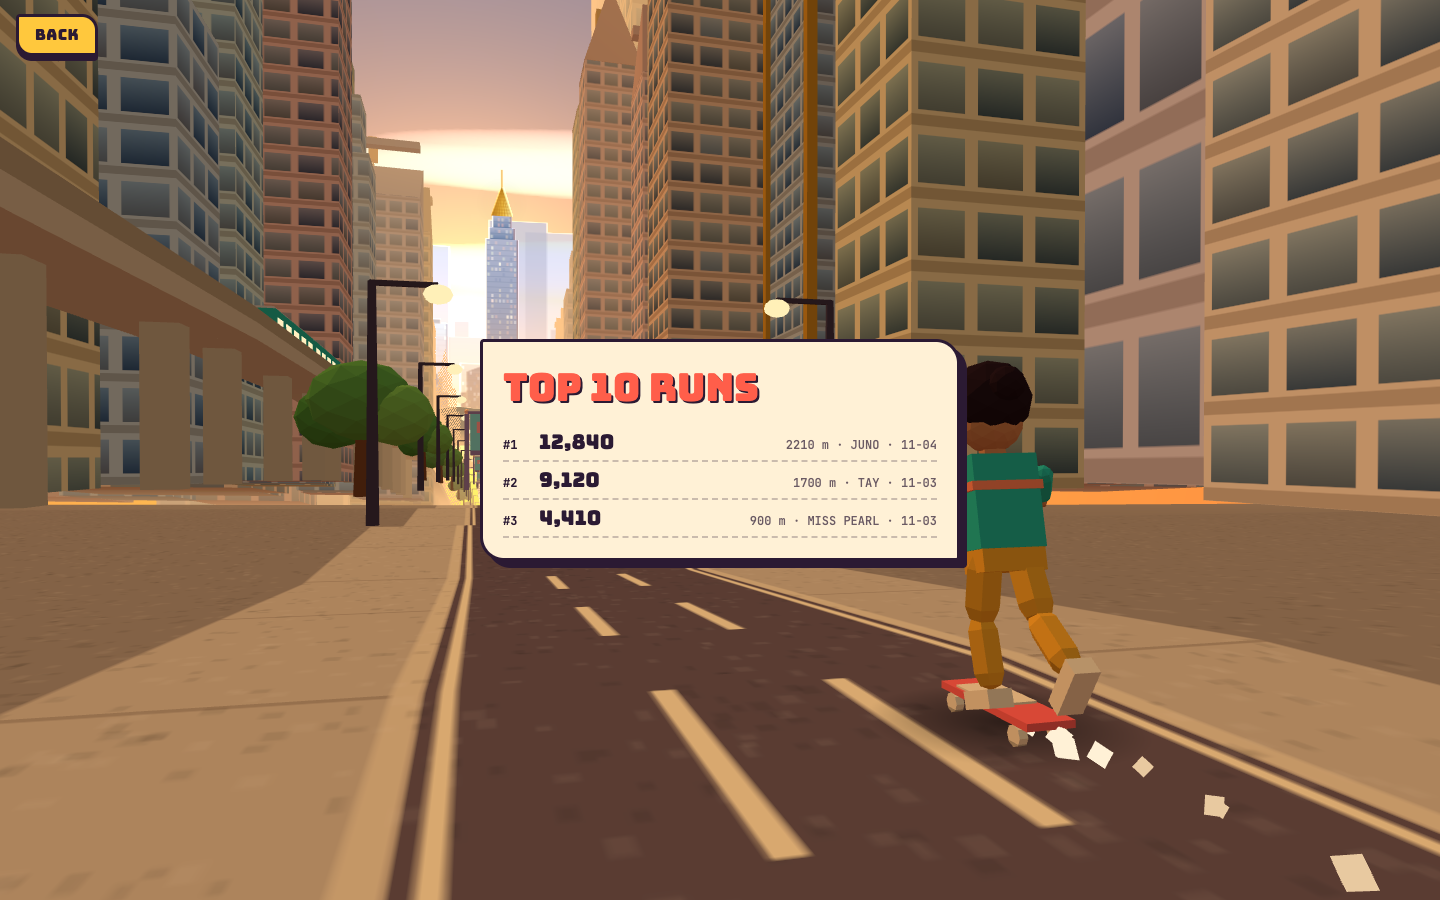 BACK
TOP 10 RUNS
#1 12,840 2210 m · JUNO · 11-04
#2 9,120 1700 m · TAY · 11-03
#3 4,410 900 m · MISS PEARL · 11-03